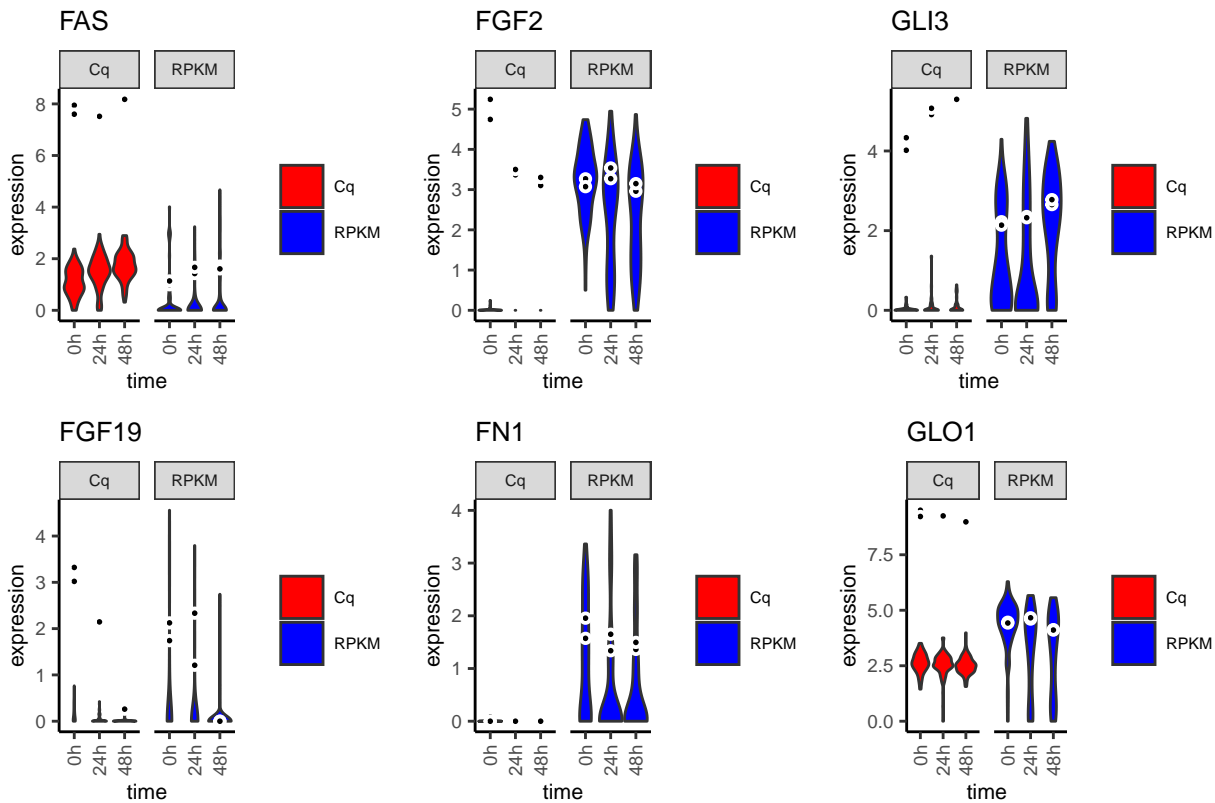 FAS
Cq
RPKM
8
6
4
2
0
expression
0h
24h
48h
0h
24h
48h
time
Cq
RPKM
FGF2
Cq
RPKM
5
4
3
2
1
0
expression
0h
24h
48h
0h
24h
48h
time
Cq
RPKM
GLI3
Cq
RPKM
4
2
0
expression
0h
24h
48h
0h
24h
48h
time
Cq
RPKM
FGF19
Cq
RPKM
4
3
2
1
0
expression
0h
24h
48h
0h
24h
48h
time
Cq
RPKM
FN1
Cq
RPKM
4
3
2
1
0
expression
0h
24h
48h
0h
24h
48h
time
Cq
RPKM
GLO1
Cq
RPKM
7.5
5.0
2.5
0.0
expression
0h
24h
48h
0h
24h
48h
time
Cq
RPKM